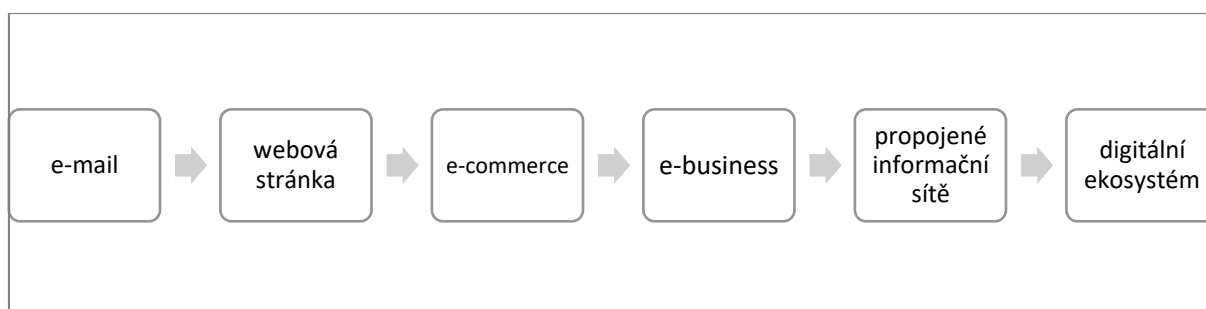 e-mail
webová
stránka
e-commerce
e-business
propojené
informační
sítě
digitální
ekosystém